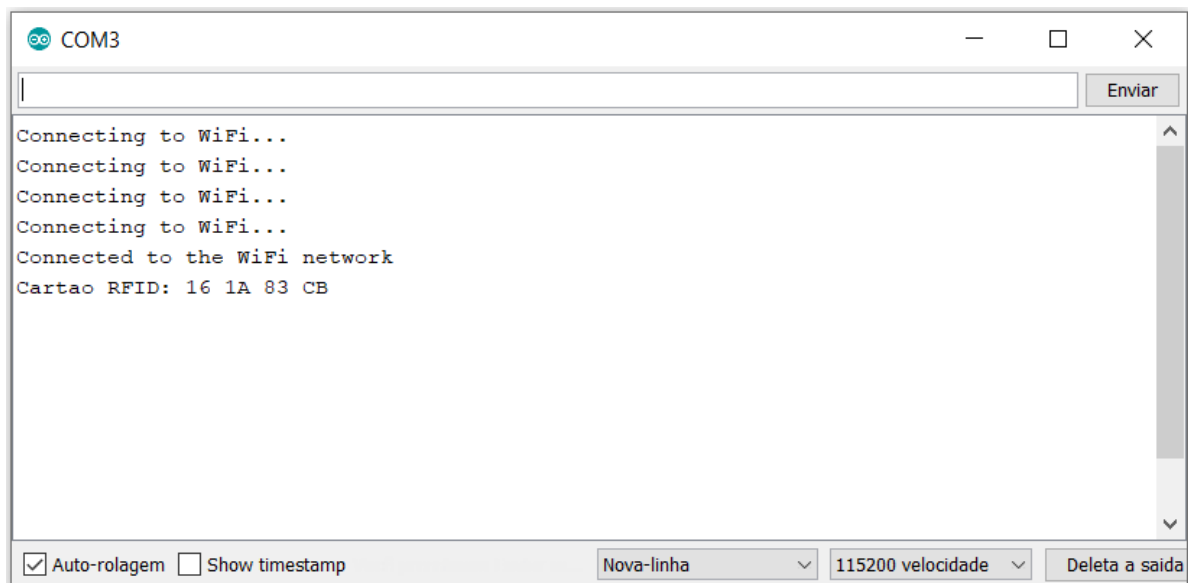 COM3
Enviar
Connecting to WiFi...
Connecting to WiFi...
Connecting to WiFi...
Connecting to WiFi...
Connected to the WiFi network
Cartao RFID: 16 1A 83 CB
Auto-rolagem Show timestamp Nova-linha 115200 velocidade Deleta a saida